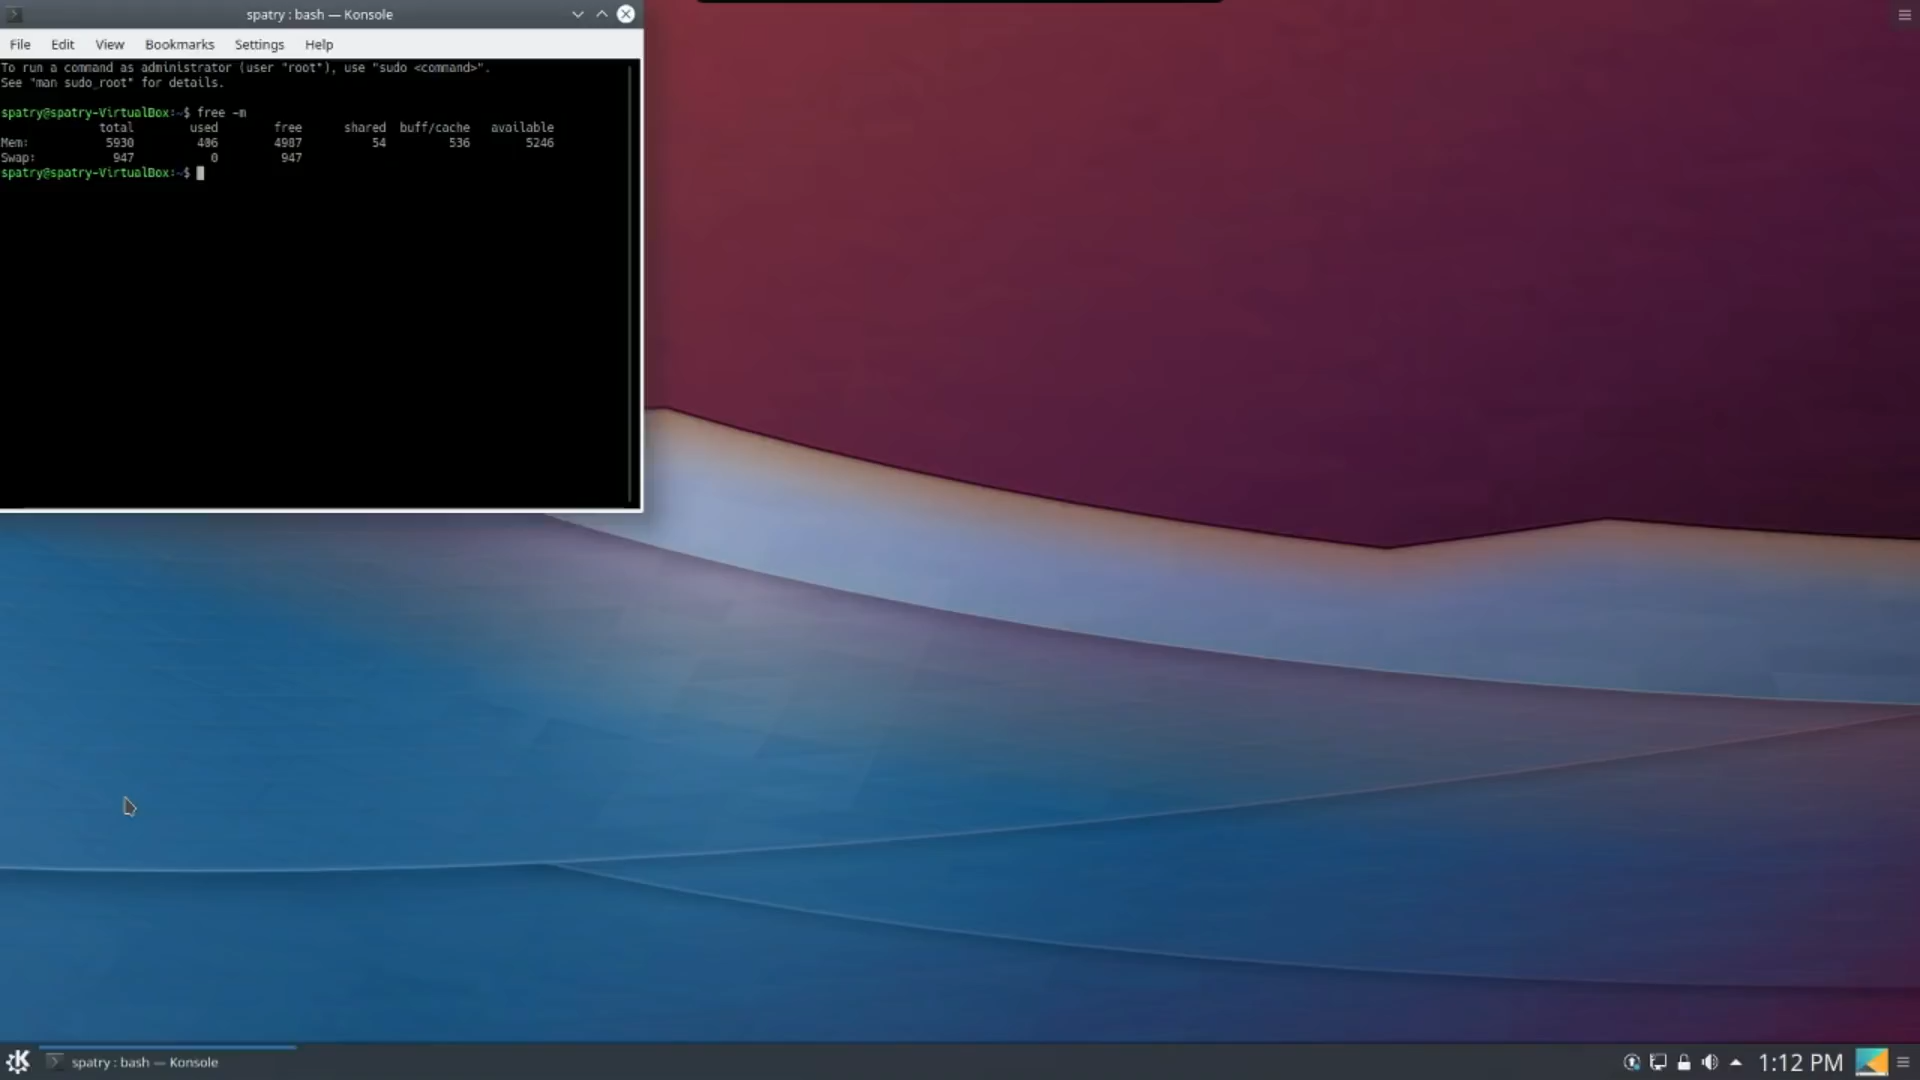 spatry : bash — Konsole
File Edit View Bookmarks Settings Help
To run a command as administrator (user "root"), use "sudo <command>".
See "man sudo_root" for details.
spatry@spatry-VirtualBox:~$ free -m
total used free shared buff/cache available
Mem: 5930 406 4987 54 536 5246
Swap: 947 0 947
spatry@spatry-VirtualBox:~$
spatry : bash — Konsole
1:12 PM